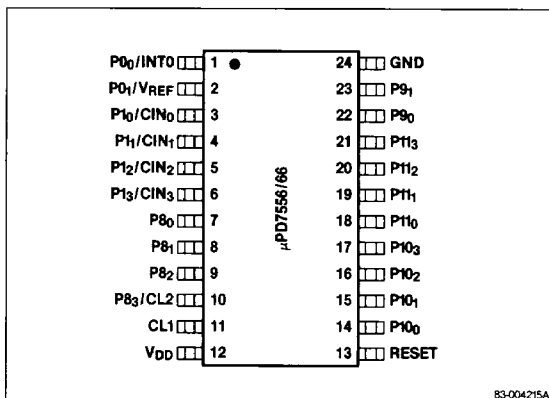 P0₀/INT0 1 24 GND
P0₁/VREF 2 23 P9₁
P1₀/CIN₀ 3 22 P9₀
P1₁/CIN₁ 4 21 P11₃
P1₂/CIN₂ 5 20 P11₂
P1₃/CIN₃ 6 19 P11₁
P8₀ 7 18 P11₀
P8₁ 8 17 P10₃
P8₂ 9 16 P10₂
P8₃/CL2 10 15 P10₁
CL1 11 14 P10₀
VDD 12 13 RESET
µPD7556/66
83-004215A